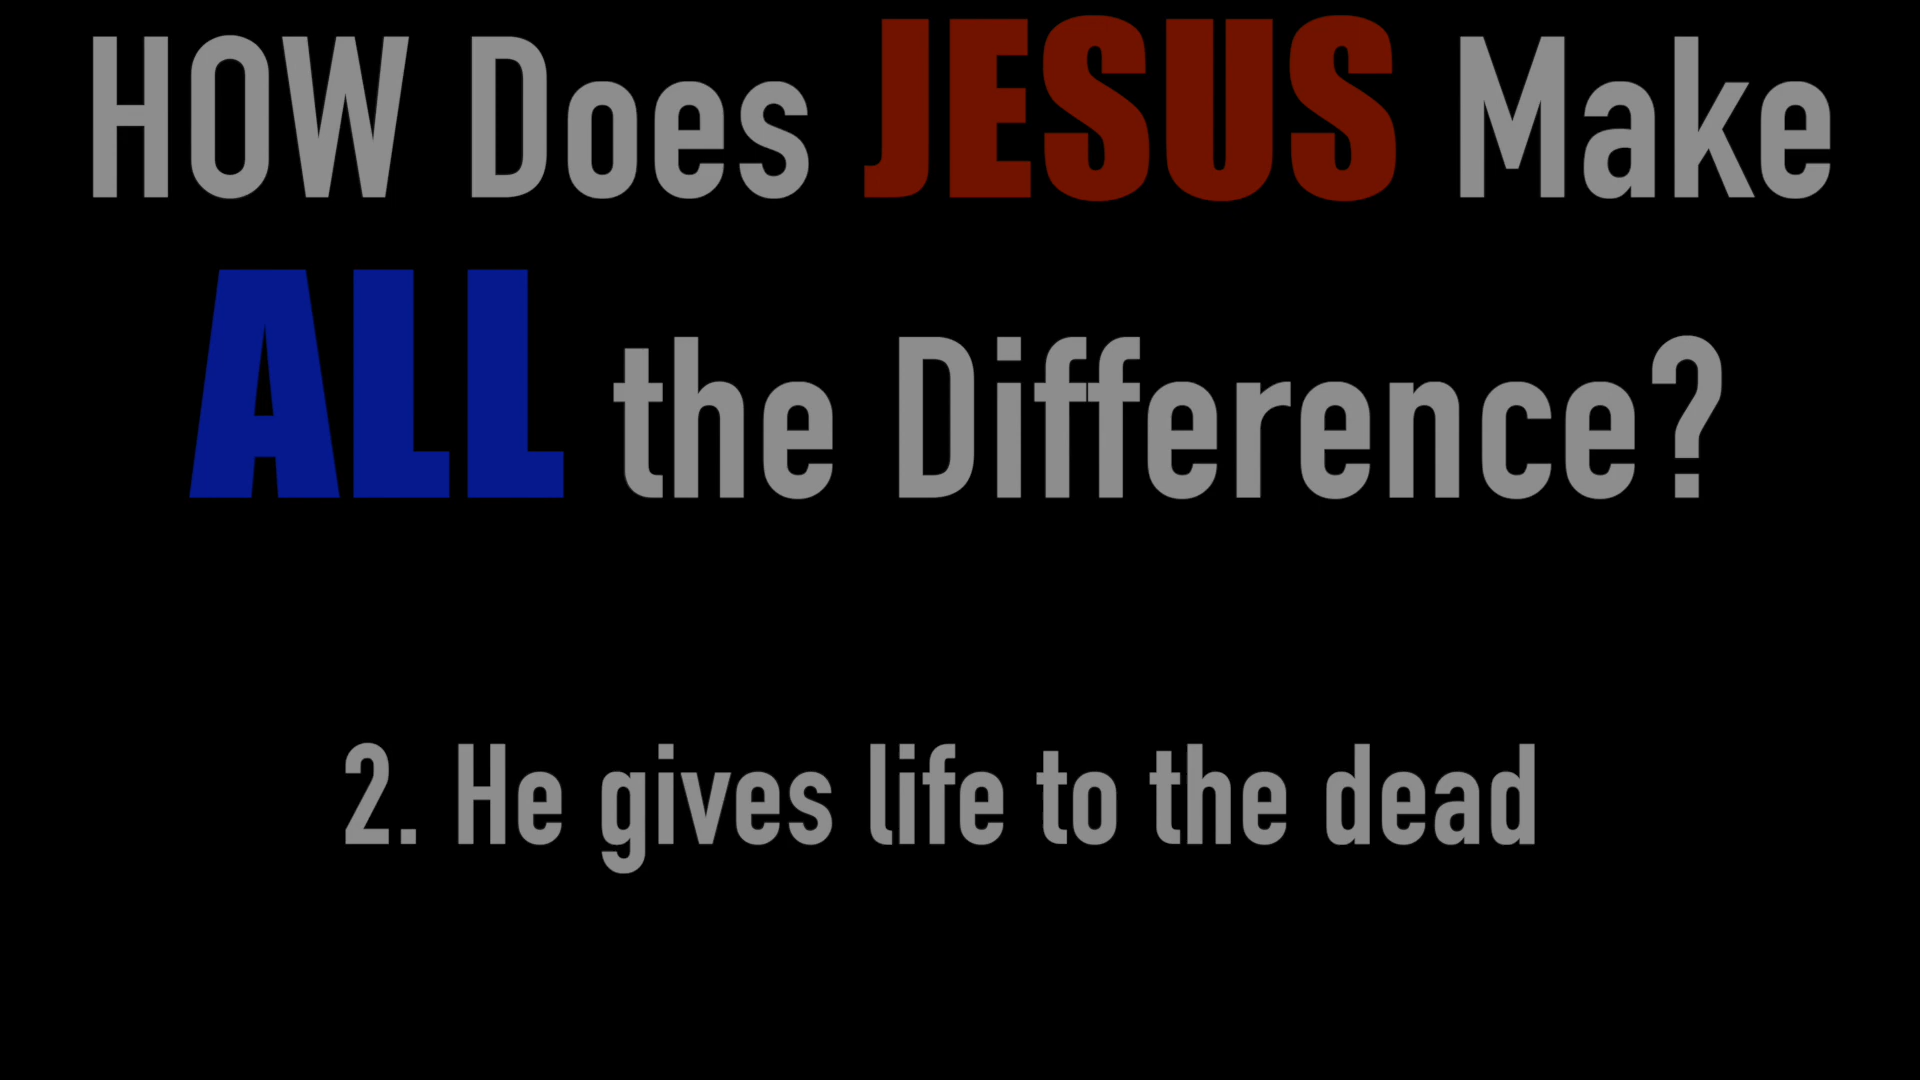 HOW Does JESUS Make
ALL the Difference?
2. He gives life to the dead